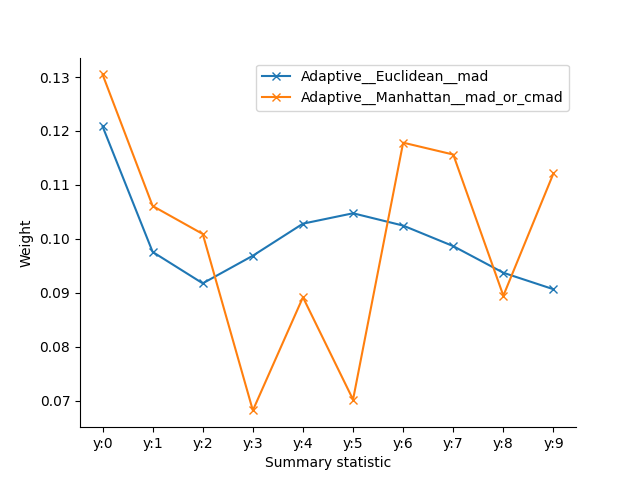 Adaptive__Euclidean__mad
Adaptive__Manhattan__mad_or_cmad
Weight
0.13
0.12
0.11
0.10
0.09
0.08
0.07
y:0 y:1 y:2 y:3 y:4 y:5 y:6 y:7 y:8 y:9
Summary statistic